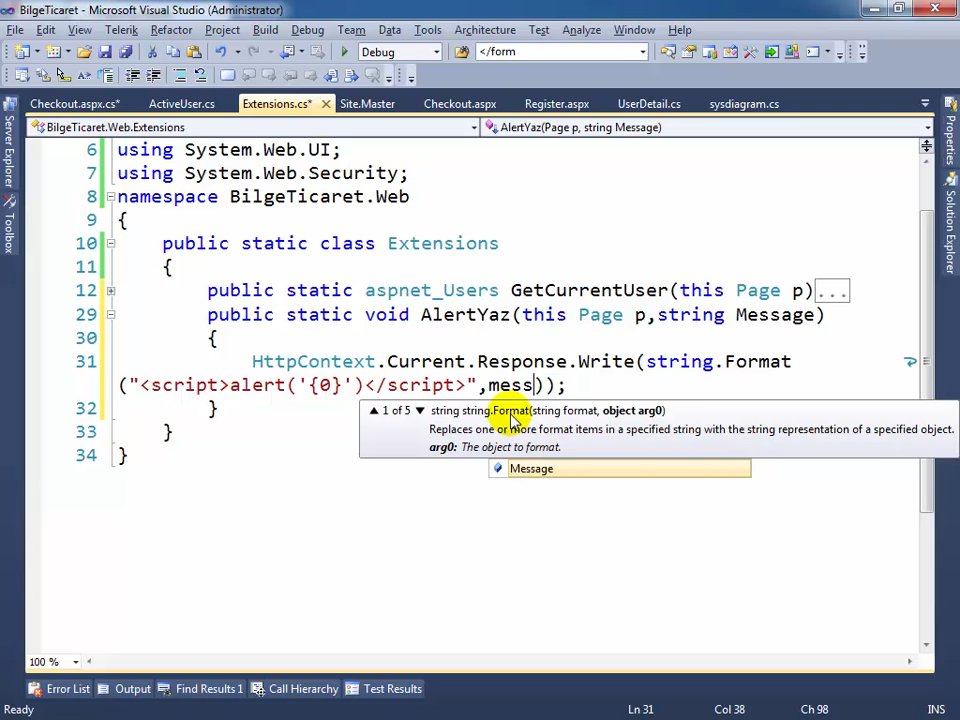 BilgeTicaret - Microsoft Visual Studio (Administrator)
File Edit View Telerik Refactor Project Build Debug Team Data Tools Architecture Test Analyze Window Help
Debug </form
Checkout.aspx.cs* ActiveUser.cs Extensions.cs* Site.Master Checkout.aspx Register.aspx UserDetail.cs sysdiagram.cs
BilgeTicaret.Web.Extensions AlertYaz(Page p, string Message)
Server Explorer
Toolbox
Properties
Solution Explorer
6 using System.Web.UI;
7 using System.Web.Security;
8 namespace BilgeTicaret.Web
9 {
10 public static class Extensions
11 {
12 public static aspnet_Users GetCurrentUser(this Page p)...
29 public static void AlertYaz(this Page p,string Message)
30 {
31 HttpContext.Current.Response.Write(string.Format
("<script>alert('{0}')</script>",mess));
32 }
33 }
34 }
1 of 5 string string.Format(string format, object arg0)
Replaces one or more format items in a specified string with the string representation of a specified object.
arg0: The object to format.
Message
100 %
Error List Output Find Results 1 Call Hierarchy Test Results
Ready Ln 31 Col 38 Ch 98 INS